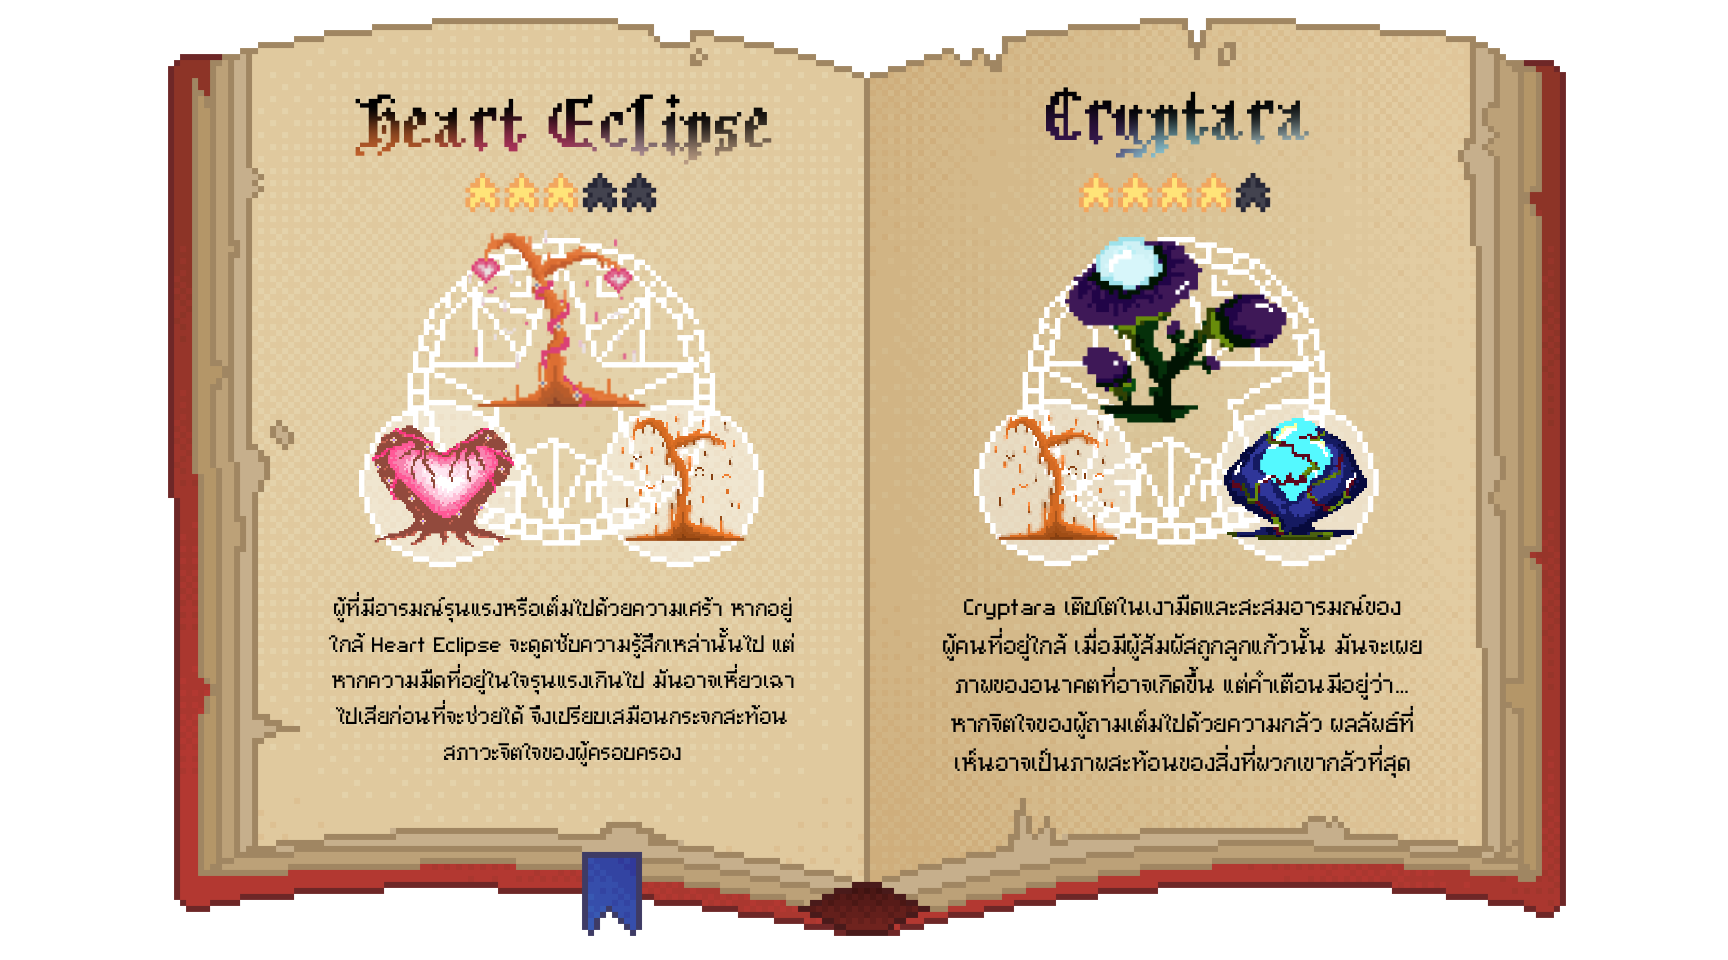 Heart Eclipse
ผู้ที่มีอารมณ์รุนแรงหรือเต็มไปด้วยความเศร้า หากอยู่
ใกล้ Heart Eclipse จะดูดซับความรู้สึกเหล่านั้นไป แต่
หากความมืดที่อยู่ในใจรุนแรงเกินไป มันอาจเหี่ยวเฉา
ไปเสียก่อนที่จะช่วยได้ จึงเปรียบเสมือนกระจกสะท้อน
สภาวะจิตใจของผู้ครอบครอง
Cryptara
Cryptara เติบโตในเงามืดและสะสมอารมณ์ของ
ผู้คนที่อยู่ใกล้ เมื่อมีผู้สัมผัสถูกลูกแก้วนั้น มันจะเผย
ภาพของอนาคตที่อาจเกิดขึ้น แต่คำเตือนมีอยู่ว่า...
หากจิตใจของผู้ถามเต็มไปด้วยความกลัว ผลลัพธ์ที่
เห็นอาจเป็นภาพสะท้อนของสิ่งที่พวกเขากลัวที่สุด